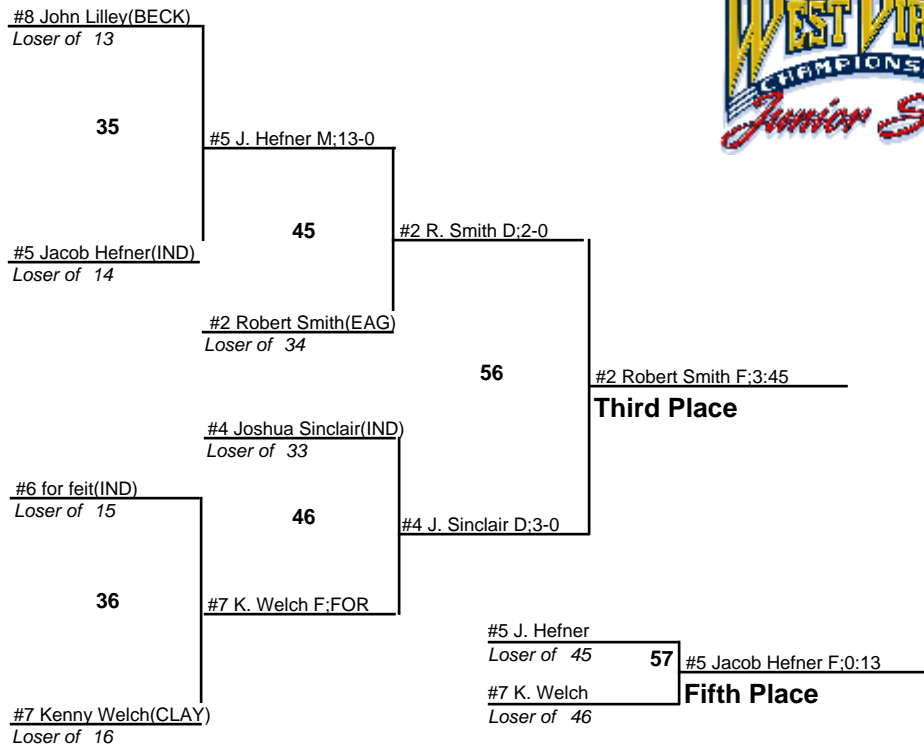 #8 John Lilley(BECK)
Loser of 13
WEST VIR
CHAMPIONS
Junior S
35
#5 J. Hefner M;13-0
45
#2 R. Smith D;2-0
#5 Jacob Hefner(IND)
Loser of 14
#2 Robert Smith(EAG)
Loser of 34
56
#2 Robert Smith F;3:45
Third Place
#4 Joshua Sinclair(IND)
Loser of 33
#6 for feit(IND)
Loser of 15
46
#4 J. Sinclair D;3-0
36
#7 K. Welch F;FOR
#5 J. Hefner
Loser of 45
57
#5 Jacob Hefner F;0:13
Fifth Place
#7 K. Welch
Loser of 46
#7 Kenny Welch(CLAY)
Loser of 16